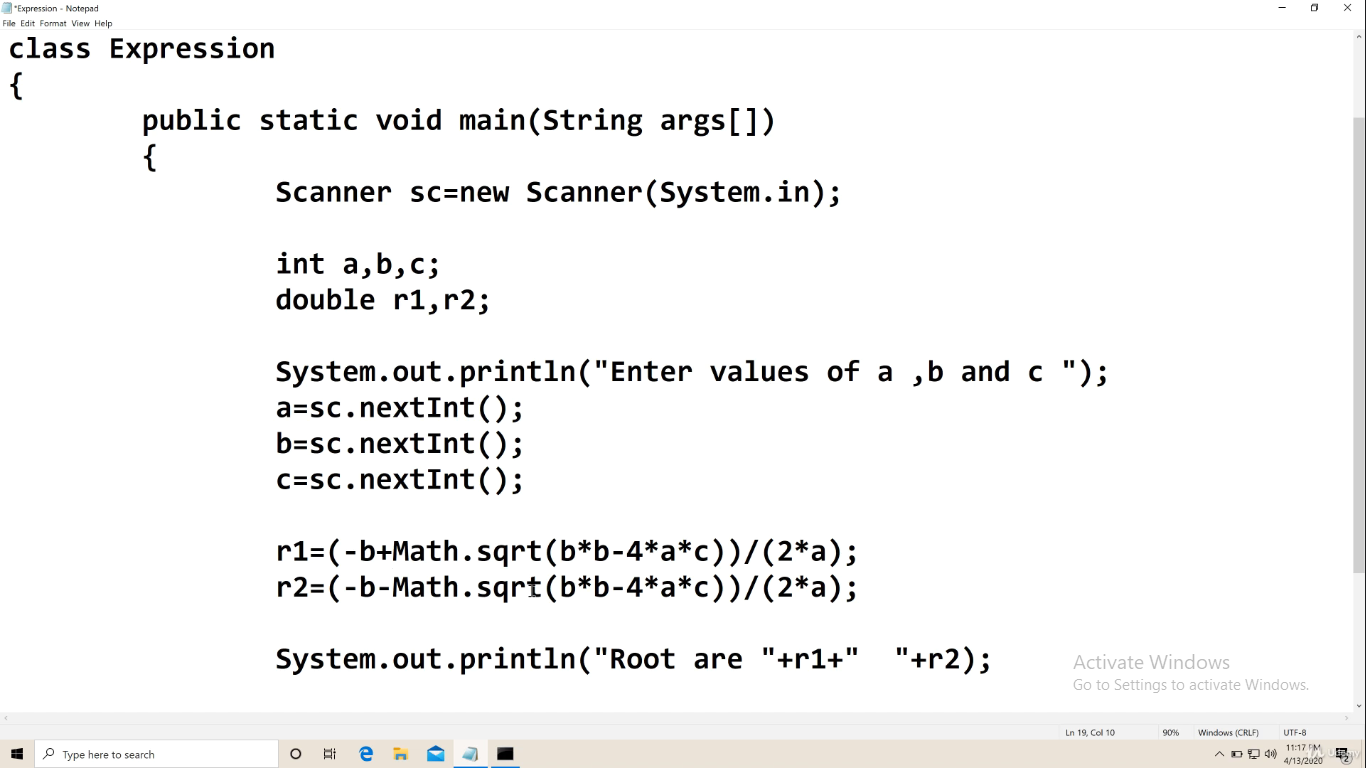 *Expression - Notepad
File Edit Format View Help
class Expression
{
public static void main(String args[])
{
Scanner sc=new Scanner(System.in);
int a,b,c;
double r1,r2;
System.out.println("Enter values of a ,b and c ");
a=sc.nextInt();
b=sc.nextInt();
c=sc.nextInt();
r1=(-b+Math.sqrt(b*b-4*a*c))/(2*a);
r2=(-b-Math.sqrt(b*b-4*a*c))/(2*a);
System.out.println("Root are "+r1+"  "+r2);
Activate Windows
Go to Settings to activate Windows.
Ln 19, Col 10 90% Windows (CRLF) UTF-8
Type here to search
11:17 PM
4/13/2020
2